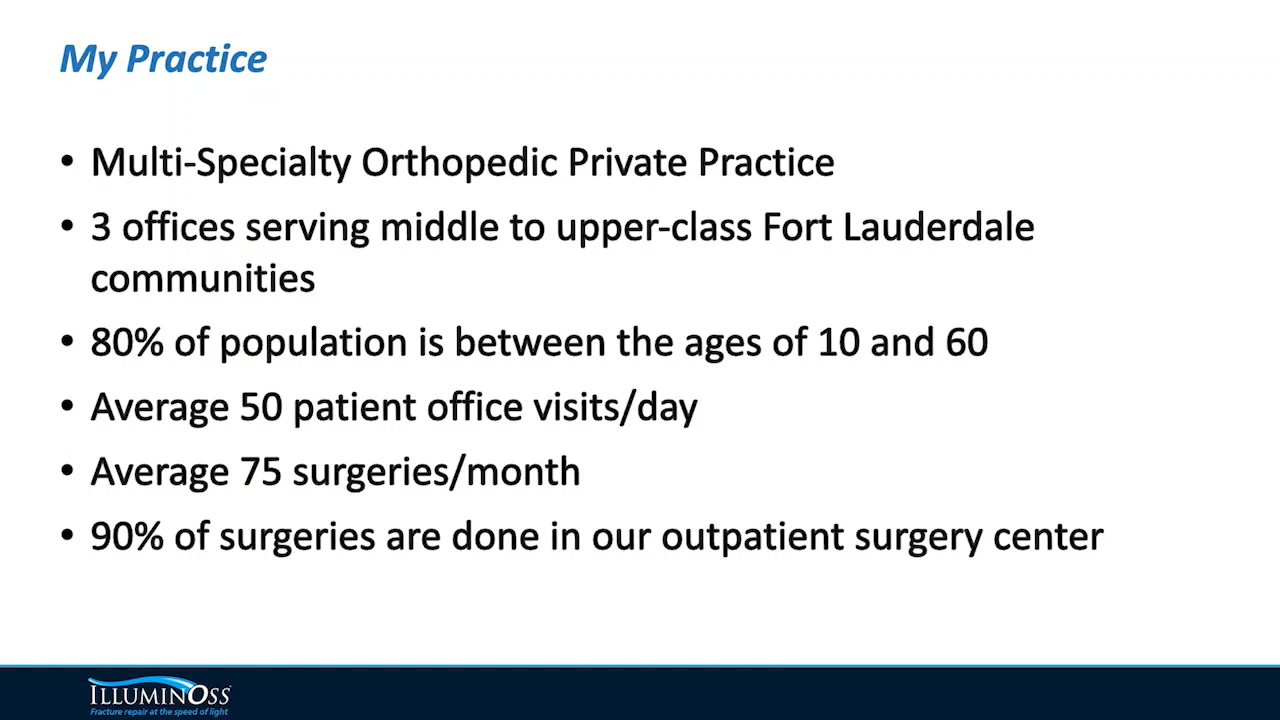 My Practice
• Multi-Specialty Orthopedic Private Practice
• 3 offices serving middle to upper-class Fort Lauderdale
communities
• 80% of population is between the ages of 10 and 60
• Average 50 patient office visits/day
• Average 75 surgeries/month
• 90% of surgeries are done in our outpatient surgery center
ILLUMINOSS
Fracture repair at the speed of light